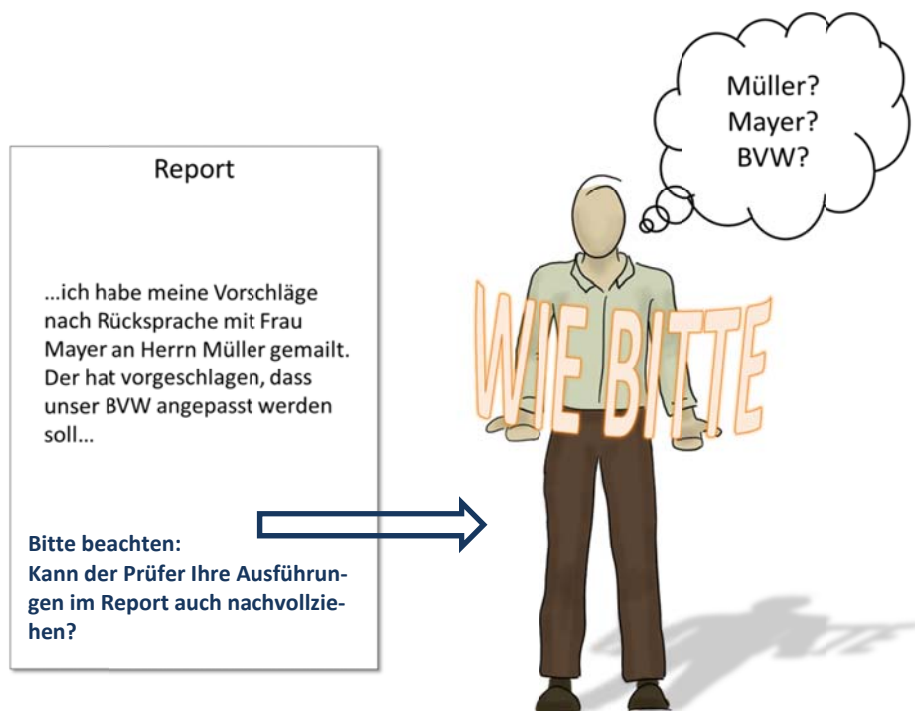 Report
...ich habe meine Vorschläge
nach Rücksprache mit Frau
Mayer an Herrn Müller gemailt.
Der hat vorgeschlagen, dass
unser BVW angepasst werden
soll...
Bitte beachten:
Kann der Prüfer Ihre Ausführun-
gen im Report auch nachvollzie-
hen?
Müller?
Mayer?
BVW?
WIE BITTE